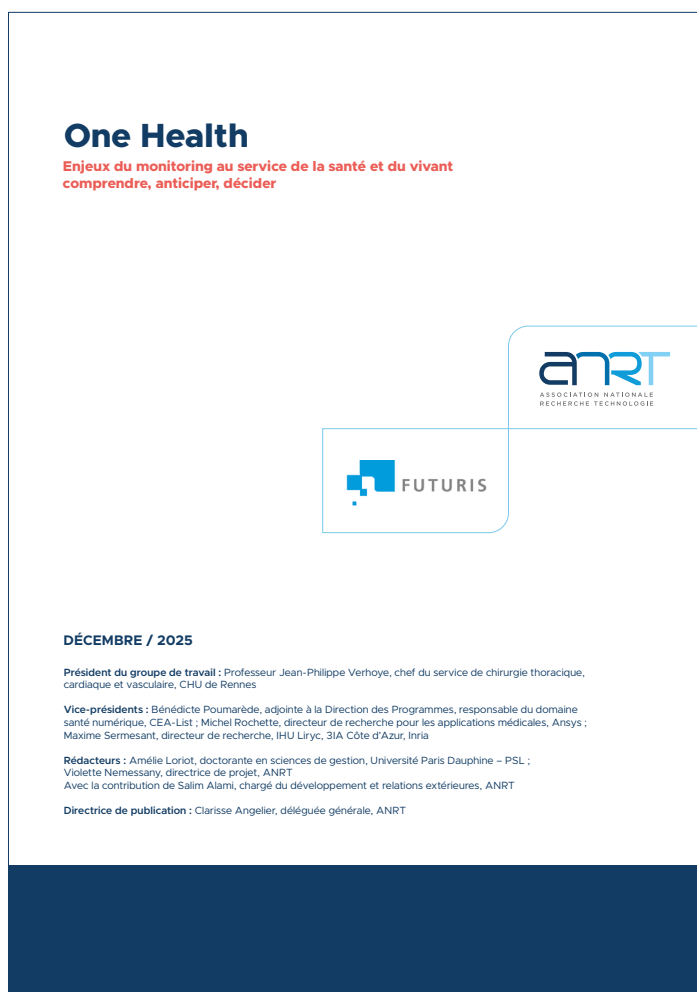 One Health
Enjeux du monitoring au service de la santé et du vivant
comprendre, anticiper, décider
anrt
ASSOCIATION NATIONALE
RECHERCHE TECHNOLOGIE
FUTURIS
DÉCEMBRE / 2025
Président du groupe de travail : Professeur Jean-Philippe Verhoye, chef du service de chirurgie thoracique,
cardiaque et vasculaire, CHU de Rennes
Vice-présidents : Bénédicte Poumarède, adjointe à la Direction des Programmes, responsable du domaine
santé numérique, CEA-List ; Michel Rochette, directeur de recherche pour les applications médicales, Ansys ;
Maxime Sermesant, directeur de recherche, IHU Liryc, 3IA Côte d'Azur, Inria
Rédacteurs : Amélie Loriot, doctorante en sciences de gestion, Université Paris Dauphine – PSL ;
Violette Nemessany, directrice de projet, ANRT
Avec la contribution de Salim Alami, chargé du développement et relations extérieures, ANRT
Directrice de publication : Clarisse Angelier, déléguée générale, ANRT